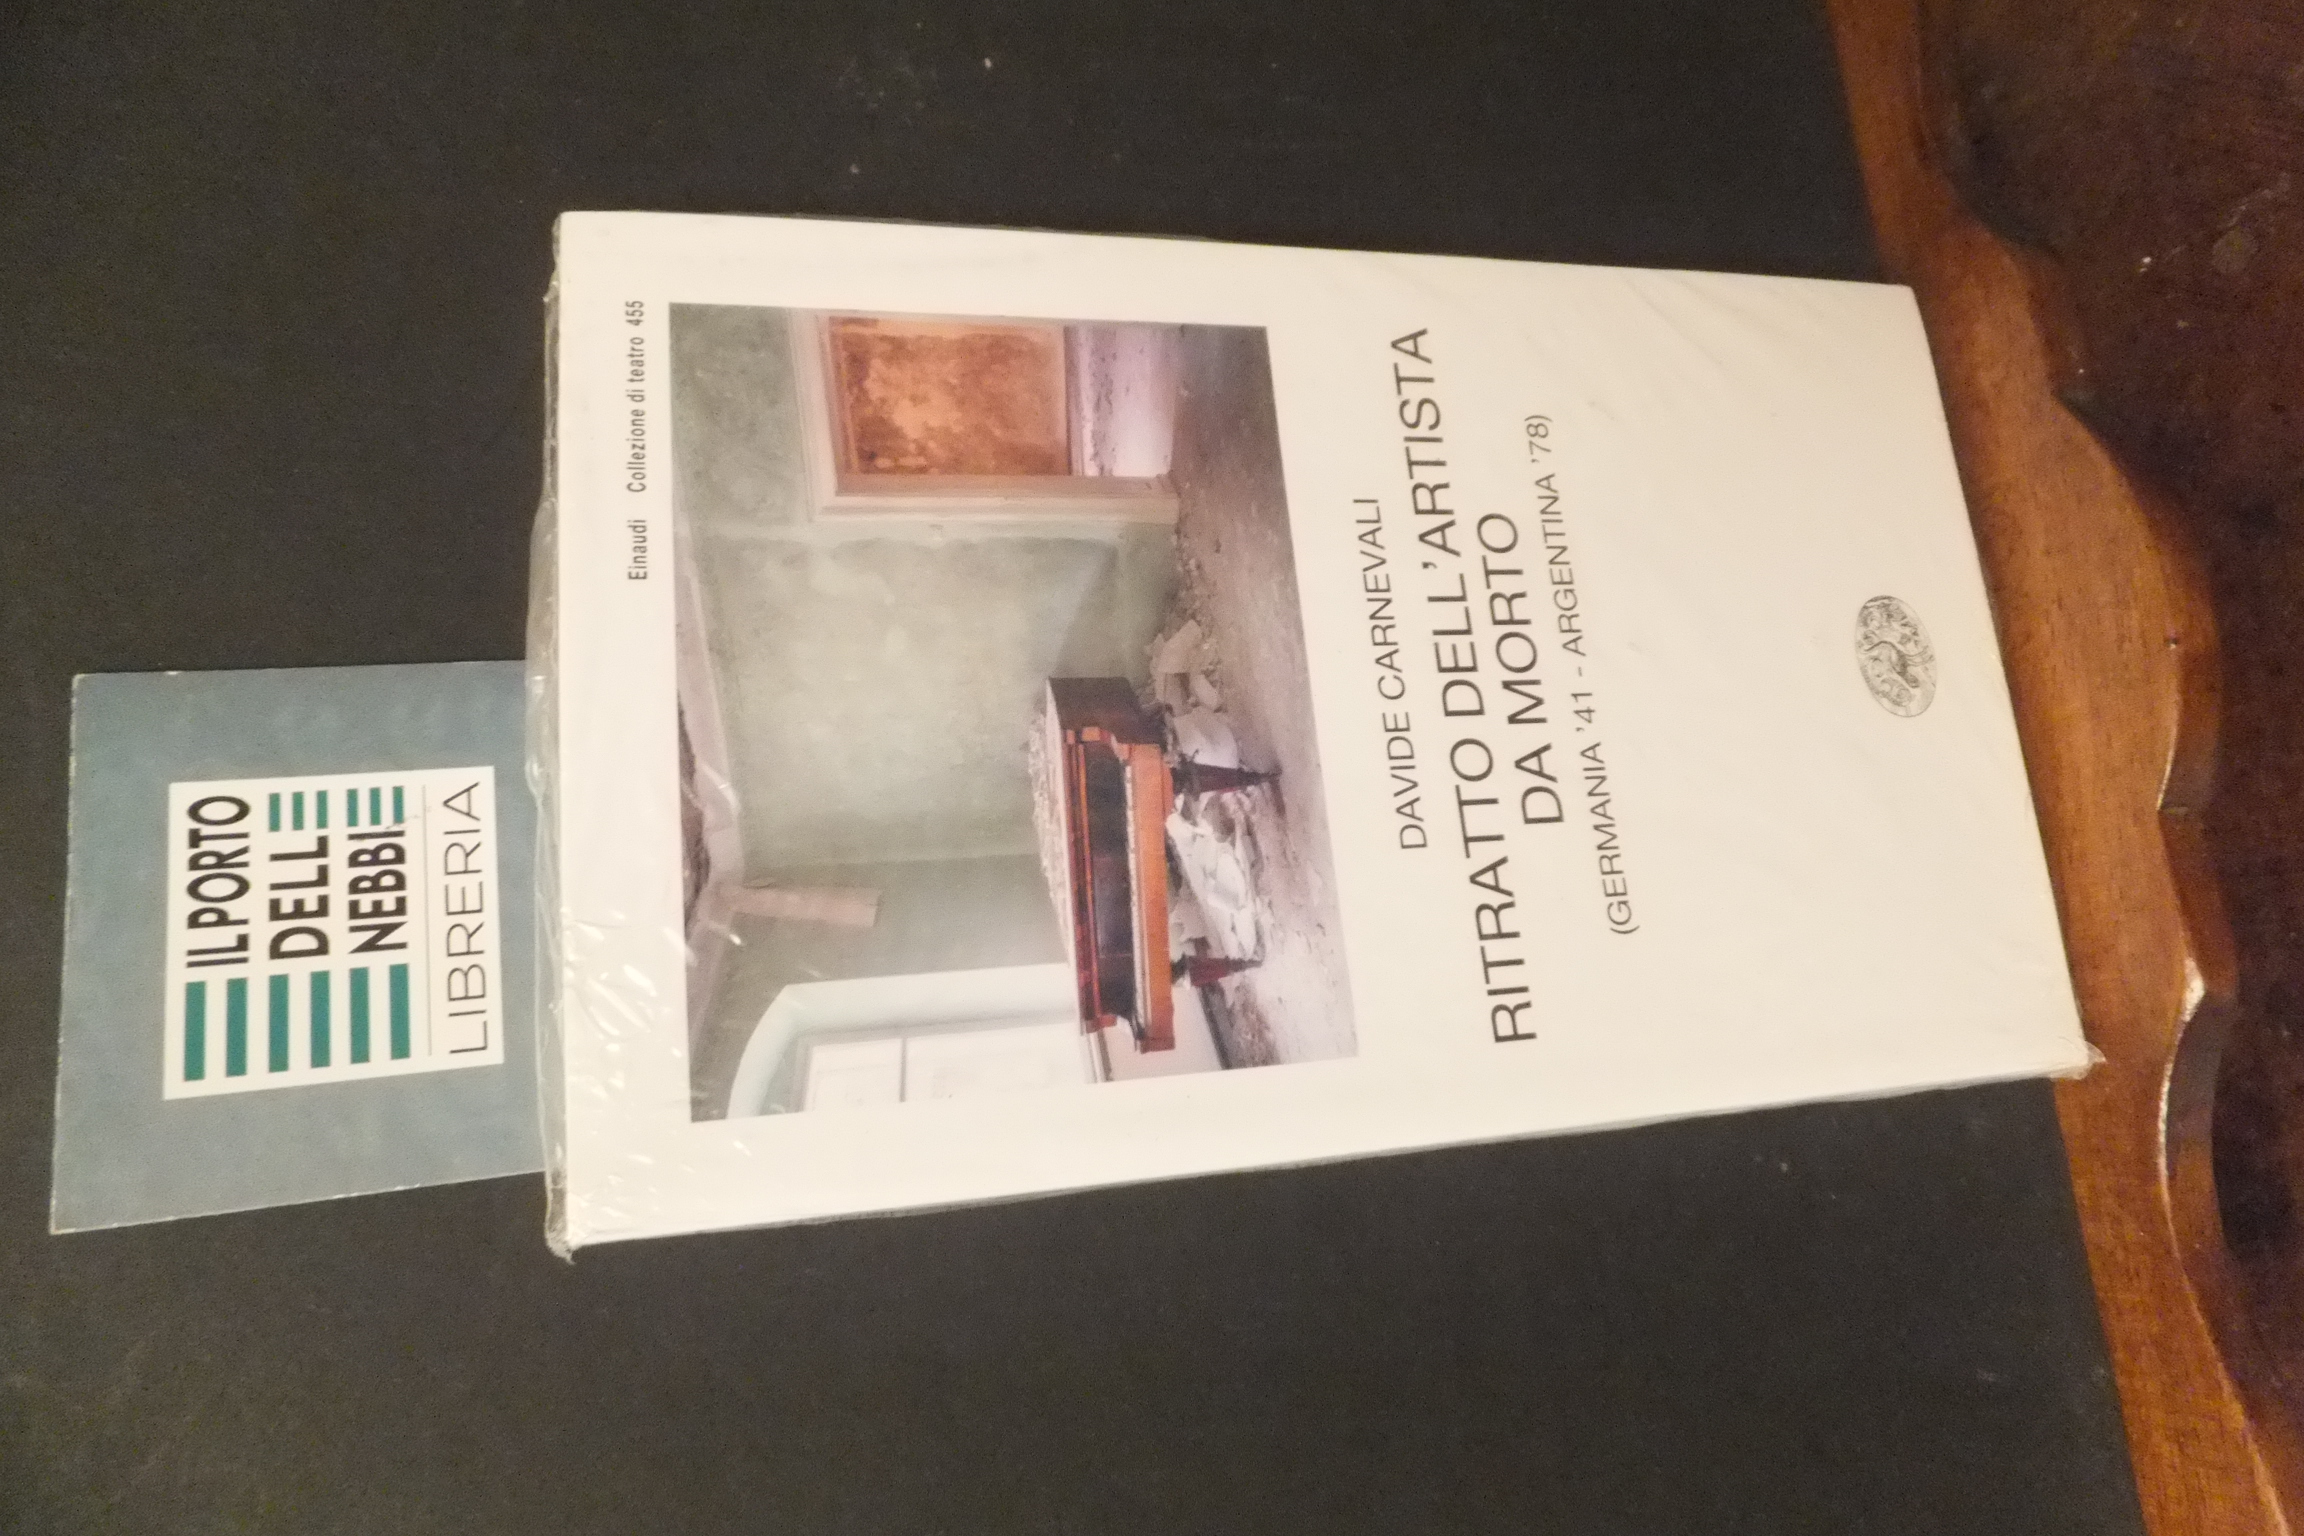 IL PORTO
DELLE
NEBBIE
LIBRERIA
Einaudi Collezione di teatro 455
DAVIDE CARNEVALI
RITRATTO DELL'ARTISTA
DA MORTO
(GERMANIA '41 - ARGENTINA '78)